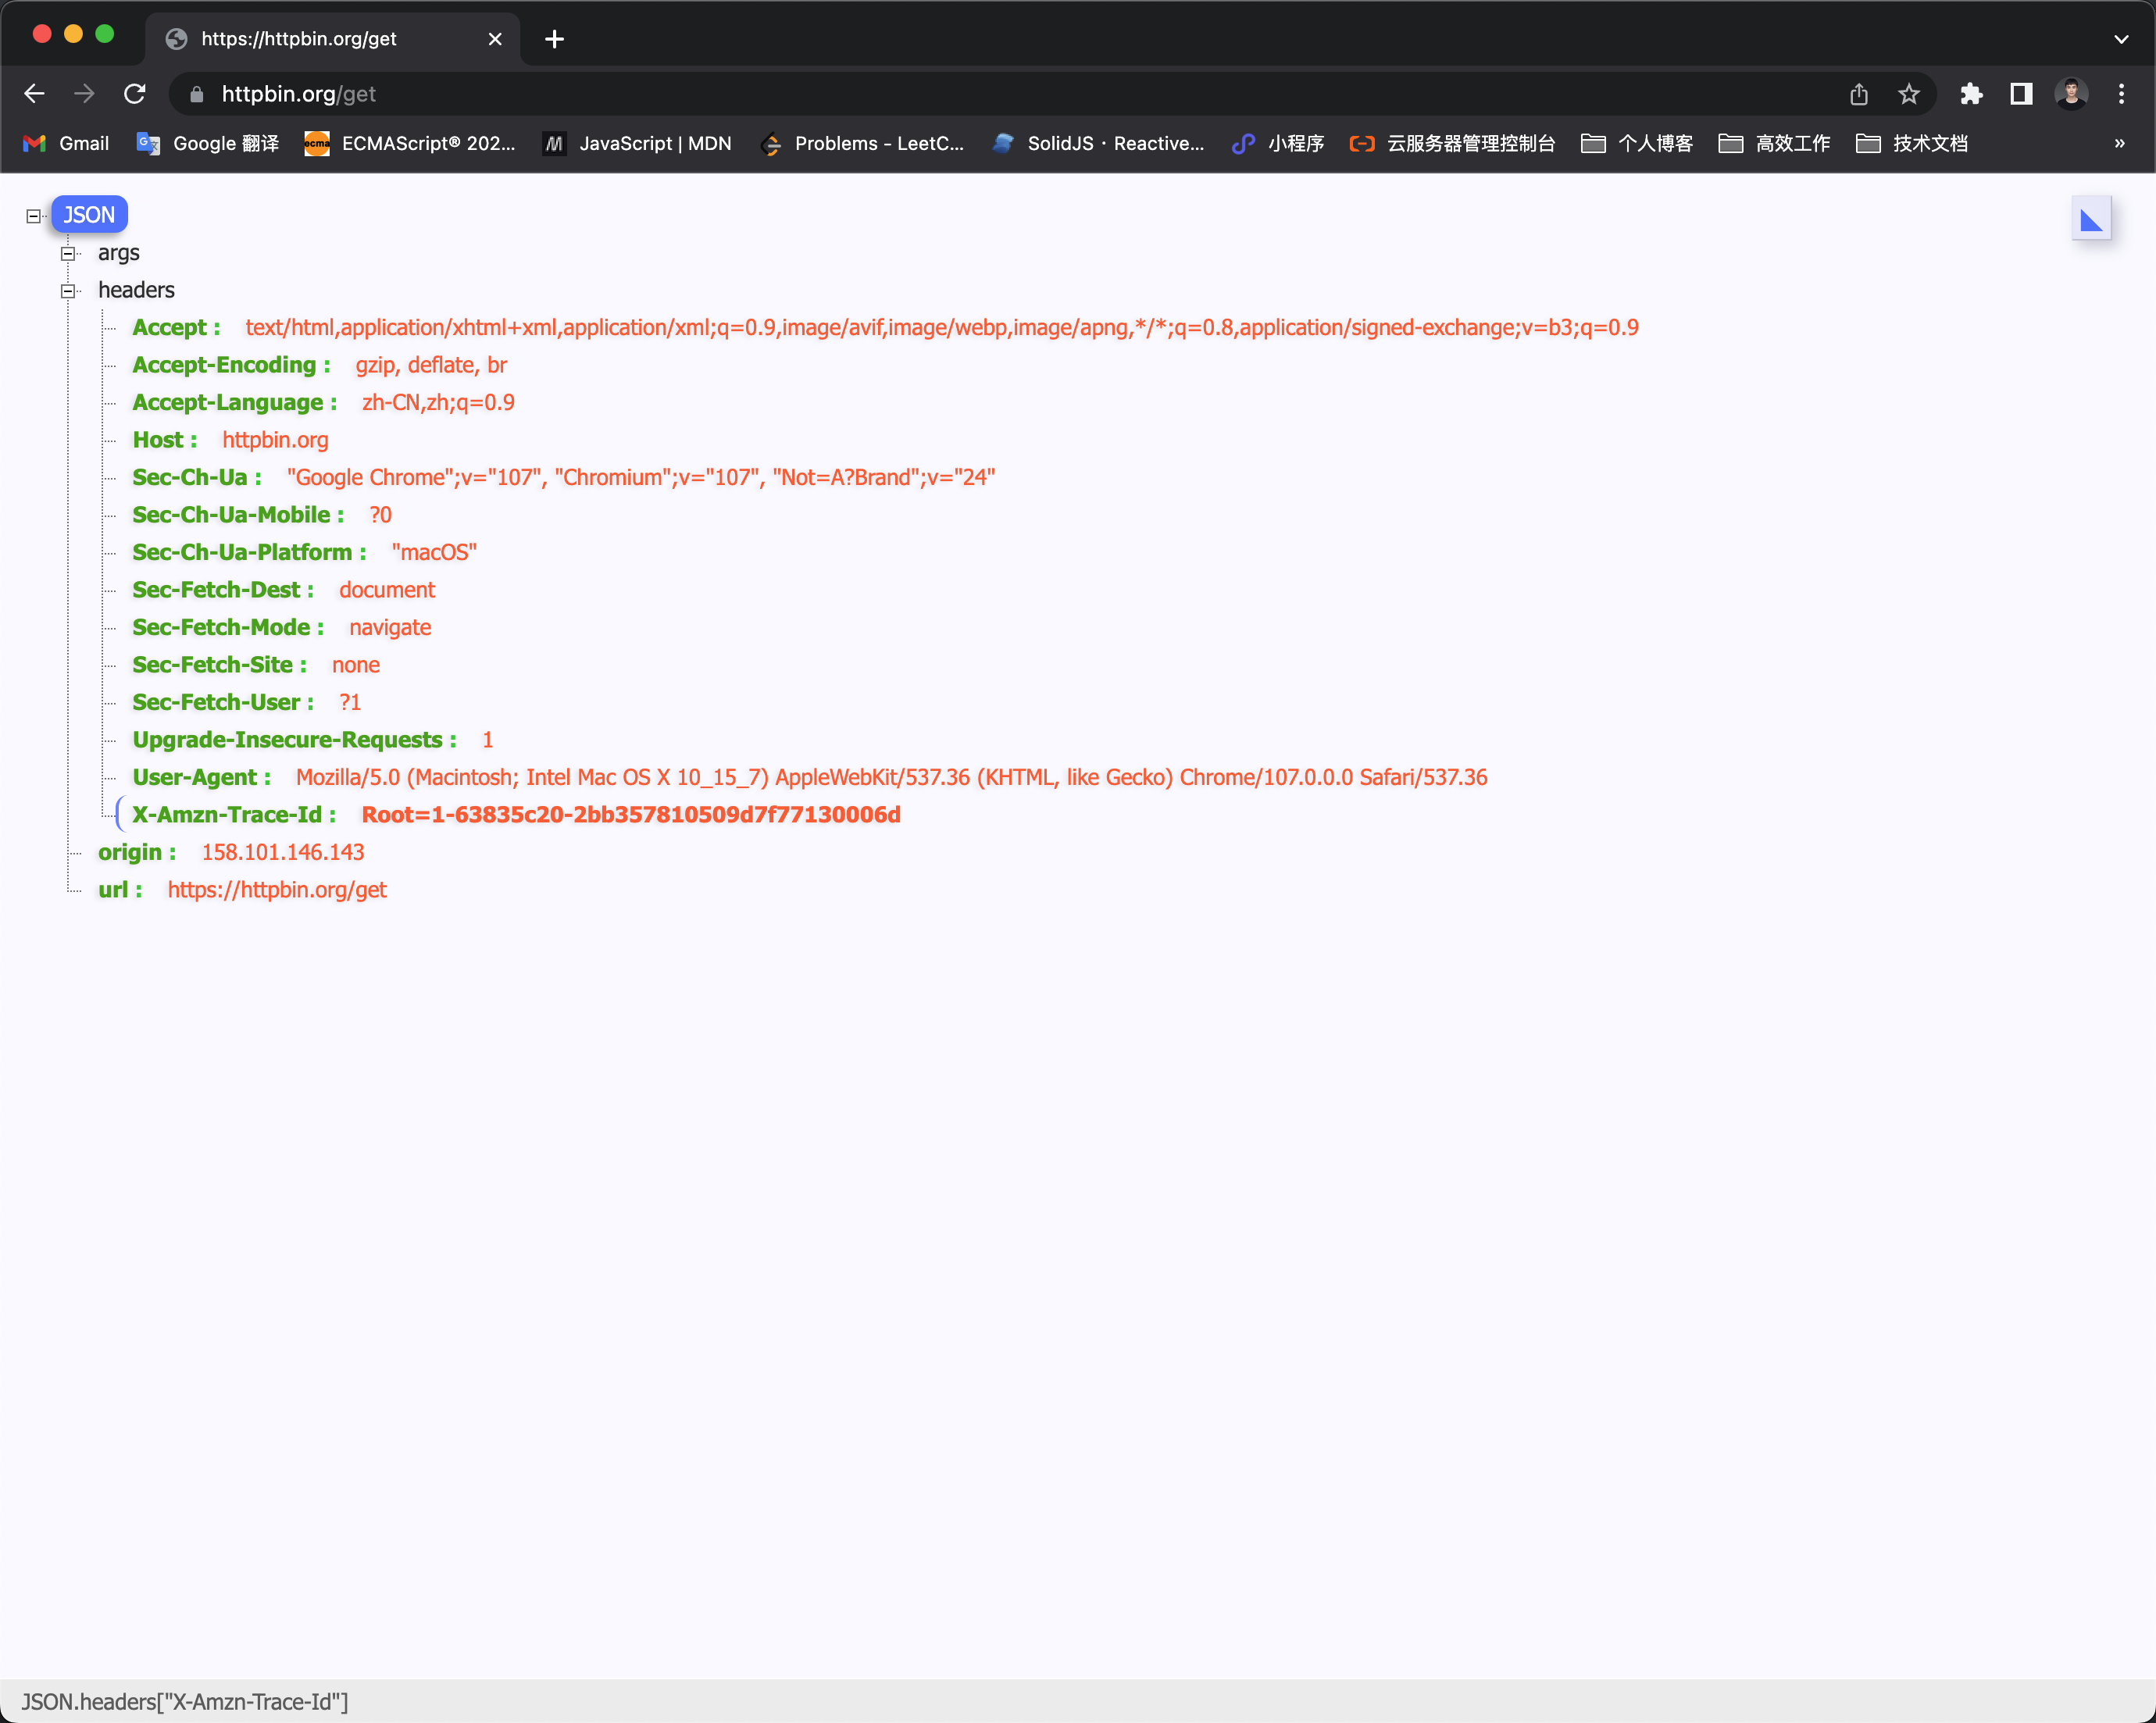 https://httpbin.org/get
httpbin.org/get
Gmail Google 翻译 ecma ECMAScript® 202... JavaScript | MDN Problems - LeetC... SolidJS · Reactive... 小程序 云服务器管理控制台 个人博客 高效工作 技术文档 »
JSON
args
headers
Accept : text/html,application/xhtml+xml,application/xml;q=0.9,image/avif,image/webp,image/apng,*/*;q=0.8,application/signed-exchange;v=b3;q=0.9
Accept-Encoding : gzip, deflate, br
Accept-Language : zh-CN,zh;q=0.9
Host : httpbin.org
Sec-Ch-Ua : "Google Chrome";v="107", "Chromium";v="107", "Not=A?Brand";v="24"
Sec-Ch-Ua-Mobile : ?0
Sec-Ch-Ua-Platform : "macOS"
Sec-Fetch-Dest : document
Sec-Fetch-Mode : navigate
Sec-Fetch-Site : none
Sec-Fetch-User : ?1
Upgrade-Insecure-Requests : 1
User-Agent : Mozilla/5.0 (Macintosh; Intel Mac OS X 10_15_7) AppleWebKit/537.36 (KHTML, like Gecko) Chrome/107.0.0.0 Safari/537.36
X-Amzn-Trace-Id : Root=1-63835c20-2bb357810509d7f77130006d
origin : 158.101.146.143
url : https://httpbin.org/get
JSON.headers["X-Amzn-Trace-Id"]